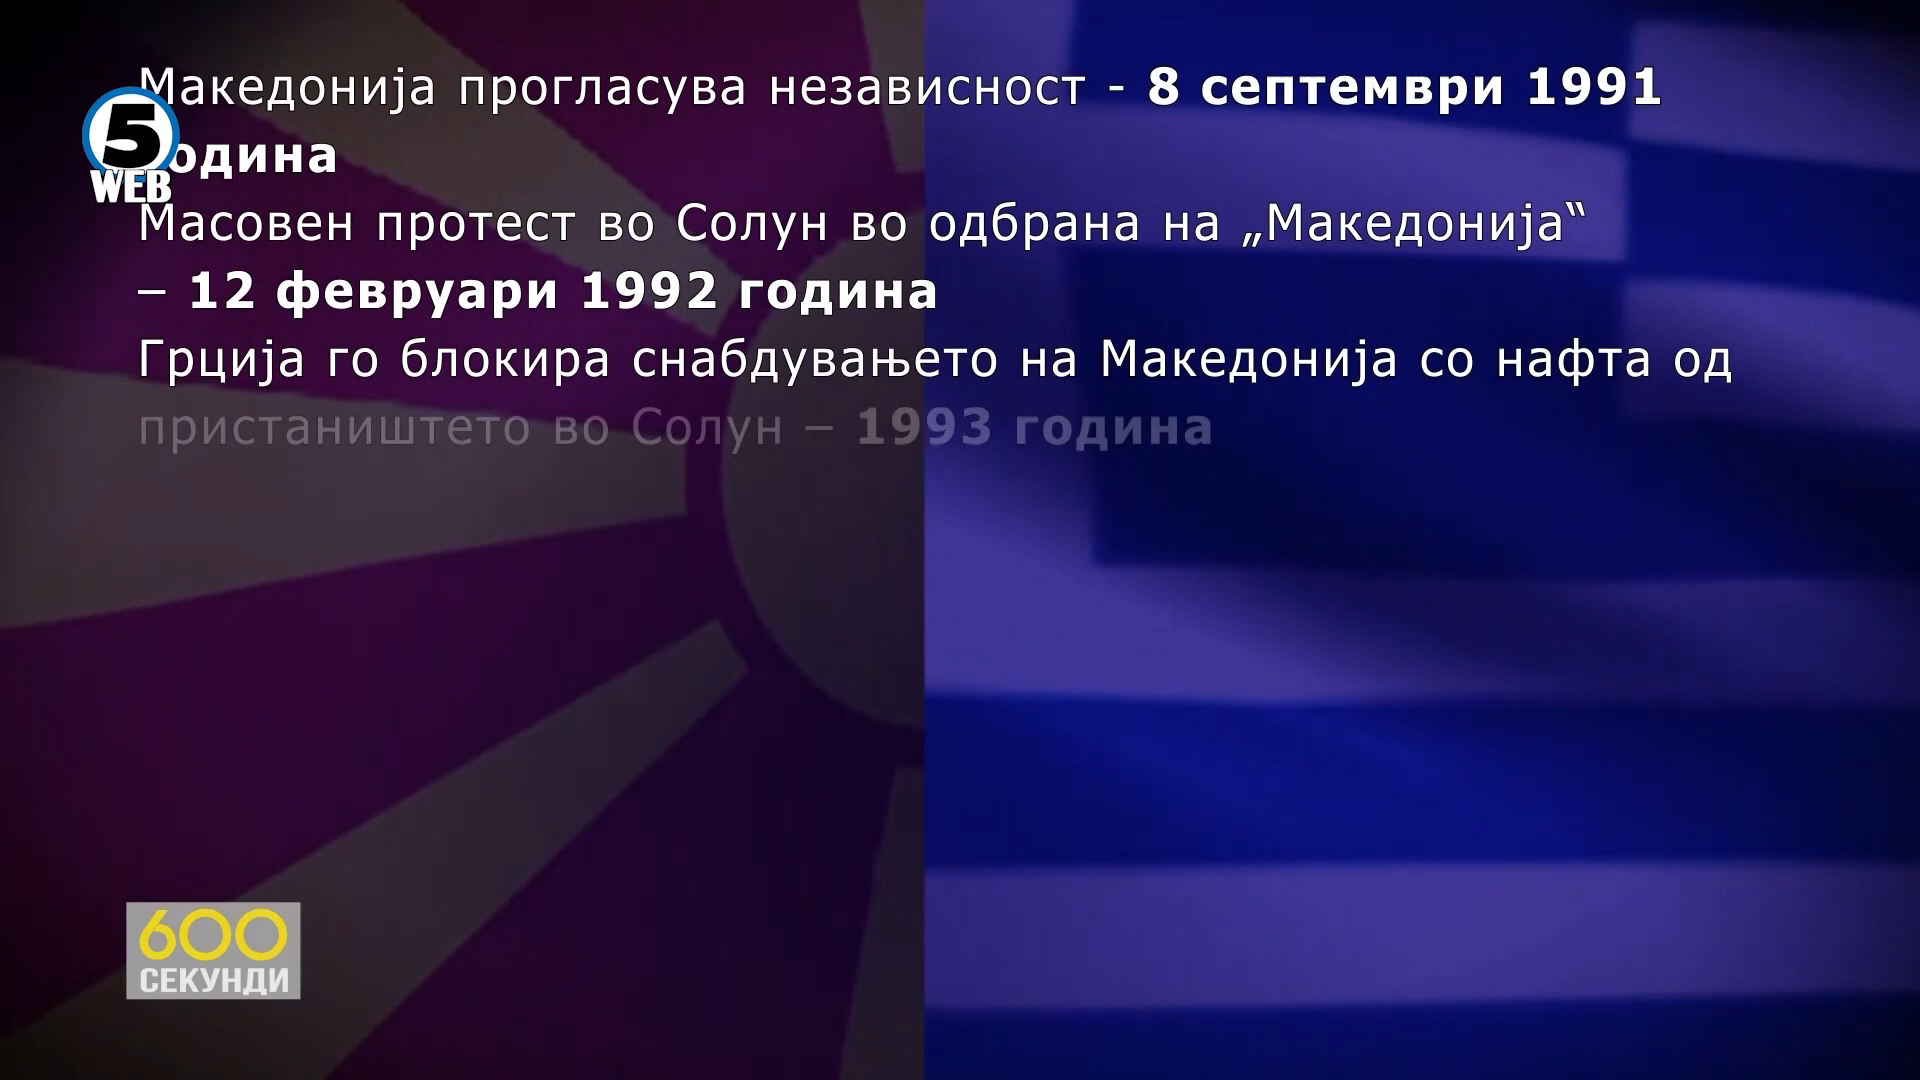 Македонија прогласува независност - 8 септември 1991
година
Масовен протест во Солун во одбрана на „Македонија“
– 12 февруари 1992 година
Грција го блокира снабдувањето на Македонија со нафта од
пристаништето во Солун – 1993 година
5
WEB
600
СЕКУНДИ